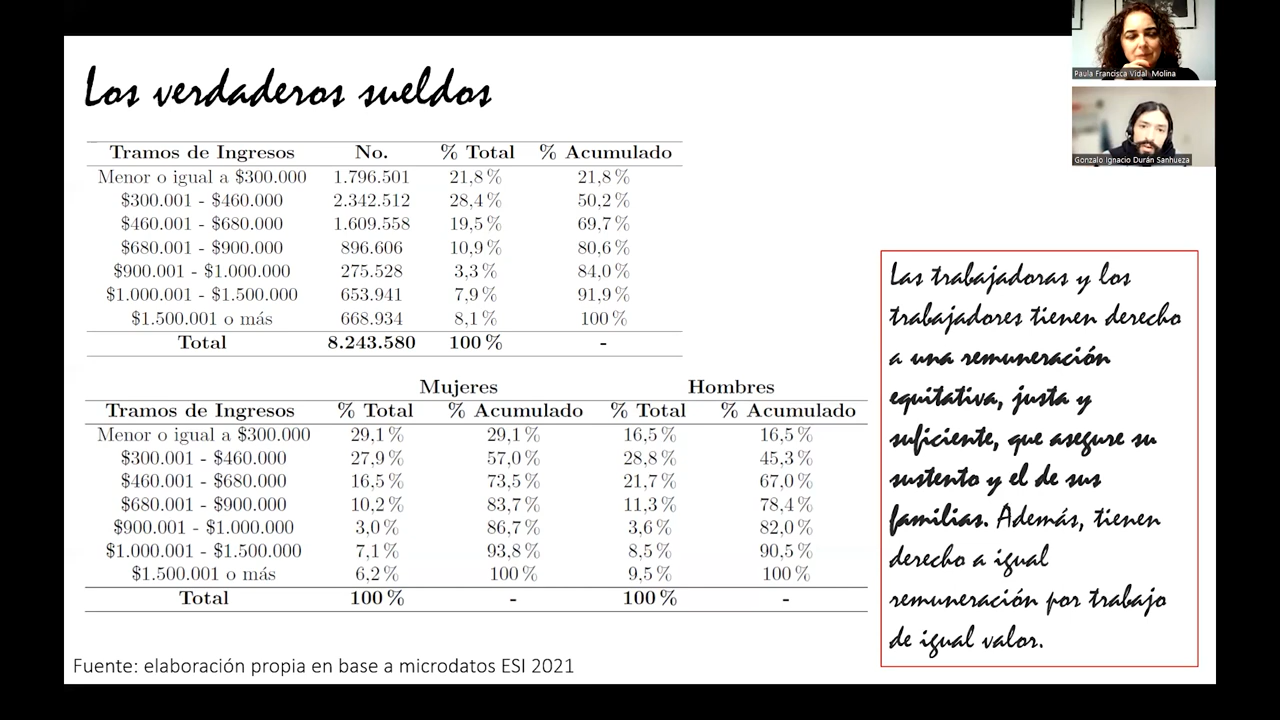 Los verdaderos sueldos
Tramos de Ingresos No. % Total % Acumulado
Menor o igual a $300.000 1.796.501 21,8 % 21,8 %
$300.001 - $460.000 2.342.512 28,4 % 50,2 %
$460.001 - $680.000 1.609.558 19,5 % 69,7 %
$680.001 - $900.000 896.606 10,9 % 80,6 %
$900.001 - $1.000.000 275.528 3,3 % 84,0 %
$1.000.001 - $1.500.000 653.941 7,9 % 91,9 %
$1.500.001 o más 668.934 8,1 % 100 %
Total 8.243.580 100 % -
Mujeres Hombres
Tramos de Ingresos % Total % Acumulado % Total % Acumulado
Menor o igual a $300.000 29,1 % 29,1 % 16,5 % 16,5 %
$300.001 - $460.000 27,9 % 57,0 % 28,8 % 45,3 %
$460.001 - $680.000 16,5 % 73,5 % 21,7 % 67,0 %
$680.001 - $900.000 10,2 % 83,7 % 11,3 % 78,4 %
$900.001 - $1.000.000 3,0 % 86,7 % 3,6 % 82,0 %
$1.000.001 - $1.500.000 7,1 % 93,8 % 8,5 % 90,5 %
$1.500.001 o más 6,2 % 100 % 9,5 % 100 %
Total 100 % - 100 % -
Fuente: elaboración propia en base a microdatos ESI 2021
Paula Francisca Vidal Molina
Gonzalo Ignacio Durán Sanhueza
Las trabajadoras y los
trabajadores tienen derecho
a una remuneración
equitativa, justa y
suficiente, que asegure su
sustento y el de sus
familias. Además, tienen
derecho a igual
remuneración por trabajo
de igual valor.